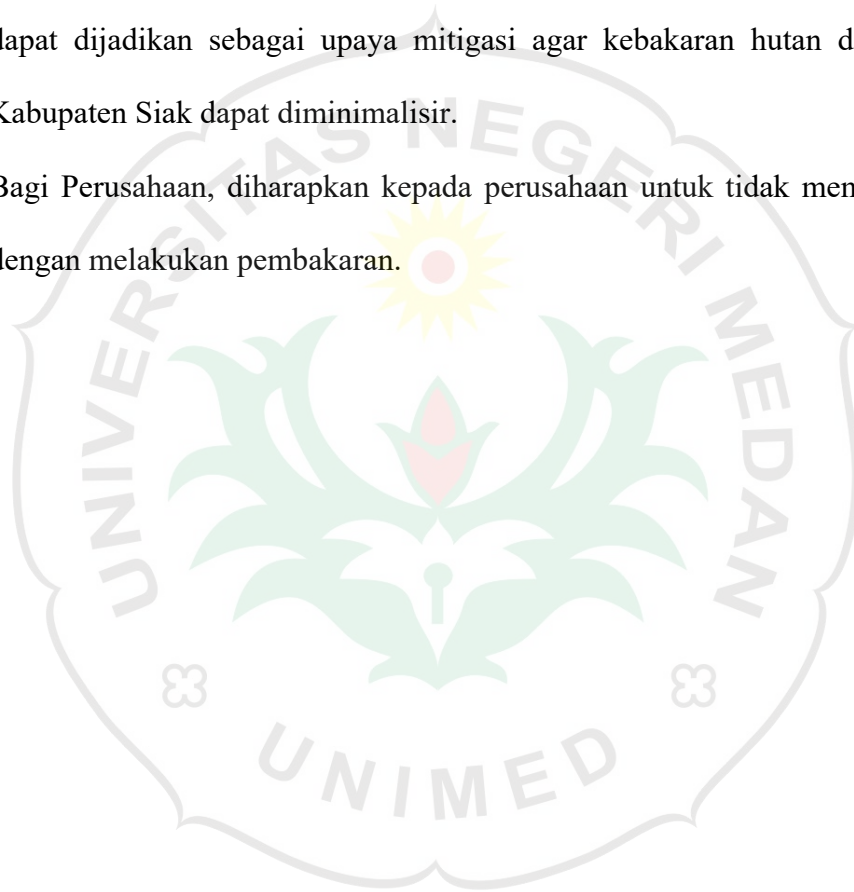 dapat dijadikan sebagai upaya mitigasi agar kebakaran hutan d
Kabupaten Siak dapat diminimalisir.
Bagi Perusahaan, diharapkan kepada perusahaan untuk tidak men
dengan melakukan pembakaran.
UNIVERSITAS NEGERI MEDAN
UNIMED